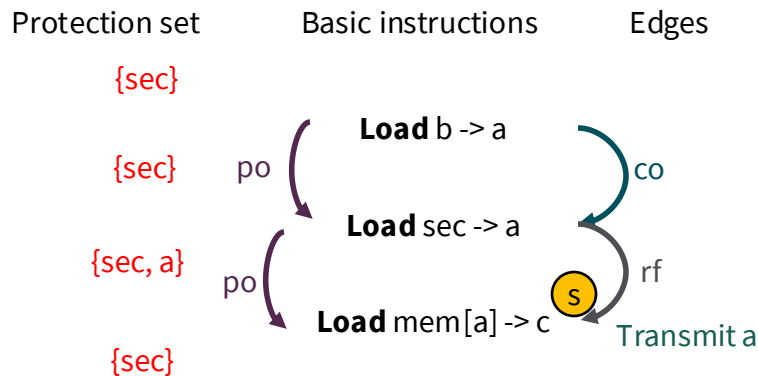 Protection set Basic instructions Edges
{sec}
Load b -> a
{sec} po co
Load sec -> a
{sec, a} po rf
s
Load mem[a] -> c Transmit a
{sec}